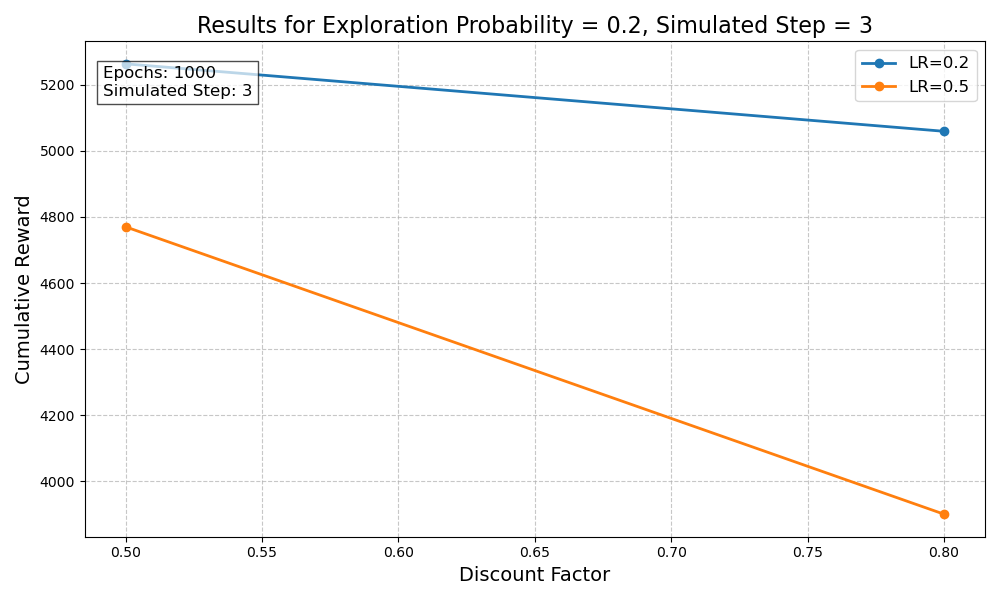 Results for Exploration Probability = 0.2, Simulated Step = 3
Epochs: 1000
Simulated Step: 3
LR=0.2
LR=0.5
Cumulative Reward
5200
5000
4800
4600
4400
4200
4000
0.50 0.55 0.60 0.65 0.70 0.75 0.80
Discount Factor